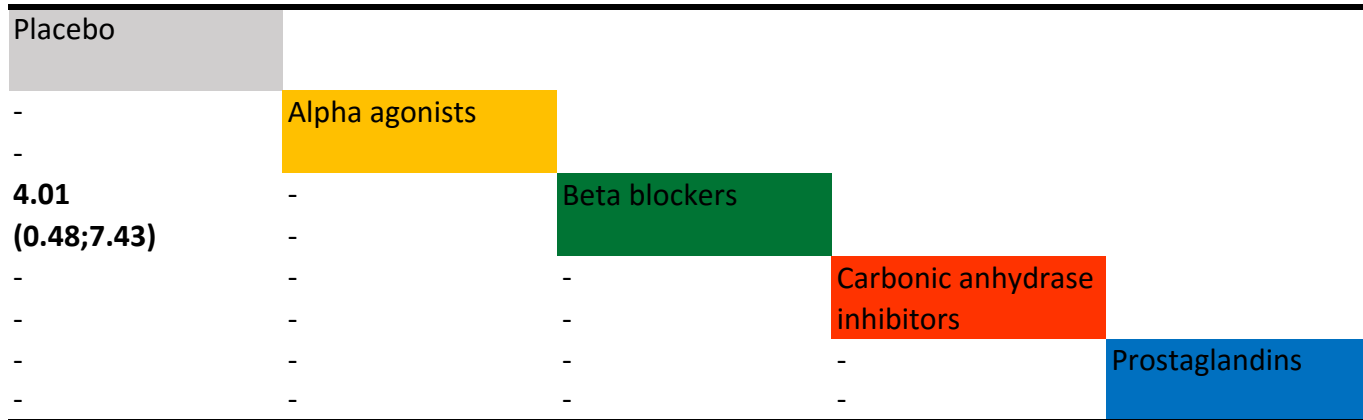 Placebo
- Alpha agonists
-
4.01 - Beta blockers
(0.48;7.43) -
- - - Carbonic anhydrase
- - - inhibitors
- - - - Prostaglandins
- - - -